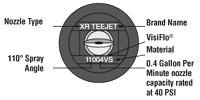 Nozzle Type
Brand Name
XR TEEJET
VisiFlo®
Material
110° Spray
Angle
11004VS
0.4 Gallon Per
Minute nozzle
capacity rated
at 40 PSI